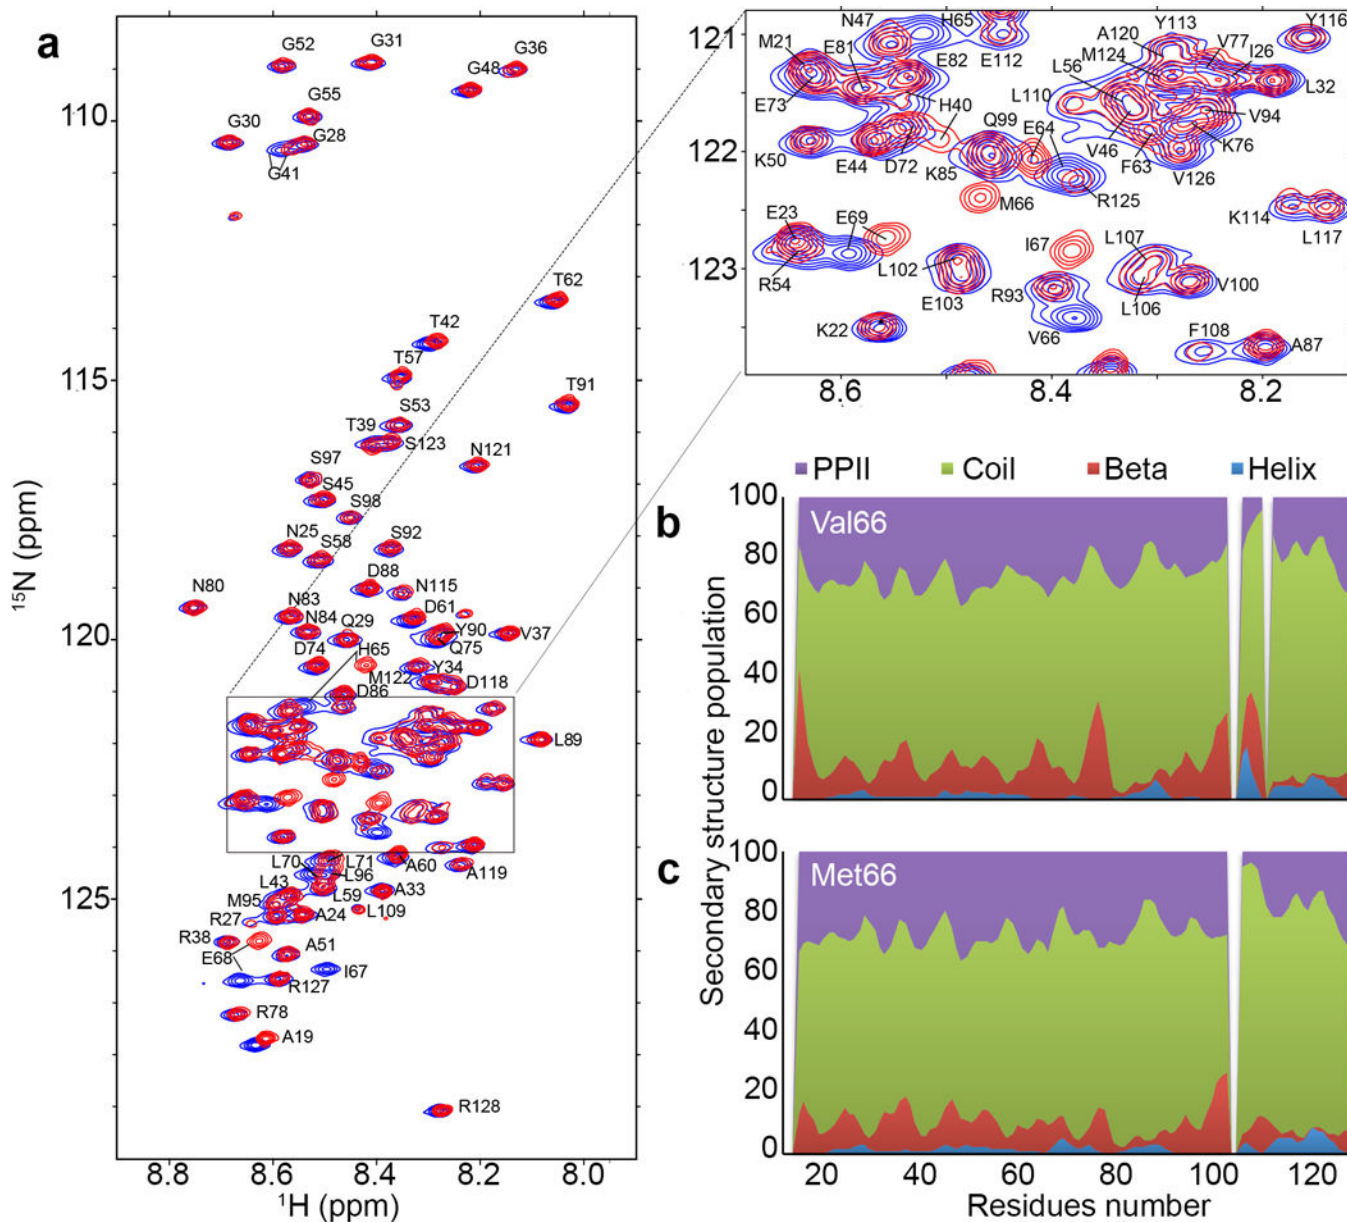 a
G52
G31
G36
G48
G55
G30
G28
G41
T62
T42
T57
T91
S53
T39
S123
N121
S97
S45
S98
N25
S58
S92
D88
N115
N80
N83
N84
Q29
D61
Y90
Q75
V37
D74
H65
M122
Y34
D118
D86
L89
L70
L71
L96
A60
L43
L59
A33
A119
M95
R27
A24
L109
R38
E68
A51
I67
R127
R78
A19
R128
110
115
120
125
15N (ppm)
8.8
8.6
8.4
8.2
8.0
1H (ppm)
N47
H65
Y113
Y116
M21
E81
A120
V77
E82
E112
M124
I26
L56
E73
H40
L110
L32
Q99
E64
V94
K50
E44
D72
K85
V46
F63
K76
V126
M66
R125
E23
E69
I67
K114
L117
L107
R54
L102
E103
R93
L106
V100
K22
V66
F108
A87
121
122
123
8.6
8.4
8.2
PPII
Coil
Beta
Helix
b
Val66
100
80
60
40
20
0
c
Met66
100
80
60
40
20
0
Secondary structure population
20
40
60
80
100
120
Residues number